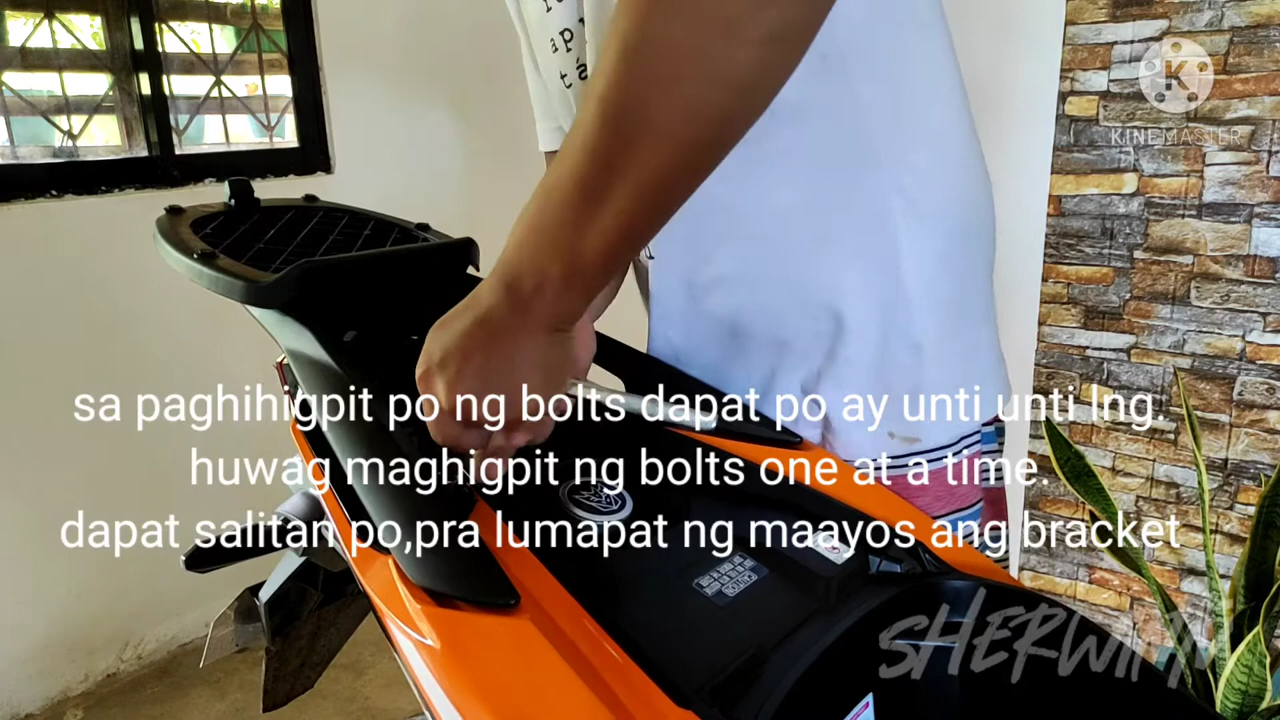 KINEMASTER
sa paghihigpit po ng bolts dapat po ay unti unti lng.
huwag maghigpit ng bolts one at a time.
dapat salitan po,pra lumapat ng maayos ang bracket